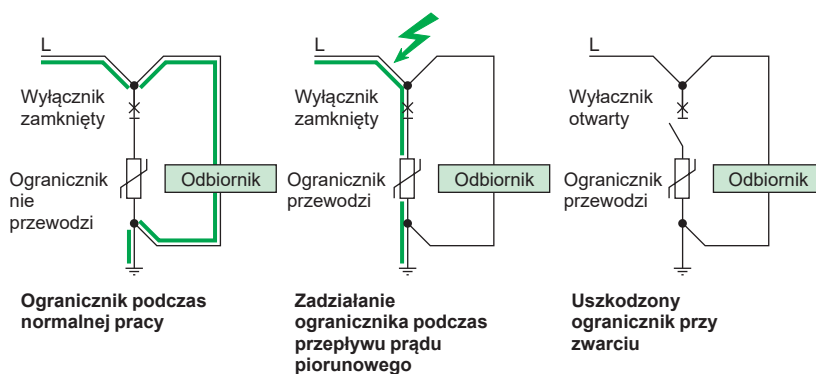 L
Wyłącznik
zamknięty
Ogranicznik
nie
przewodzi
Odbiornik
Ogranicznik podczas
normalnej pracy
L
Wyłącznik
zamknięty
Ogranicznik
przewodzi
Odbiornik
Zadziałanie
ogranicznika podczas
przepływu prądu
piorunowego
L
Wyłacznik
otwarty
Ogranicznik
przewodzi
Odbiornik
Uszkodzony
ogranicznik przy
zwarciu